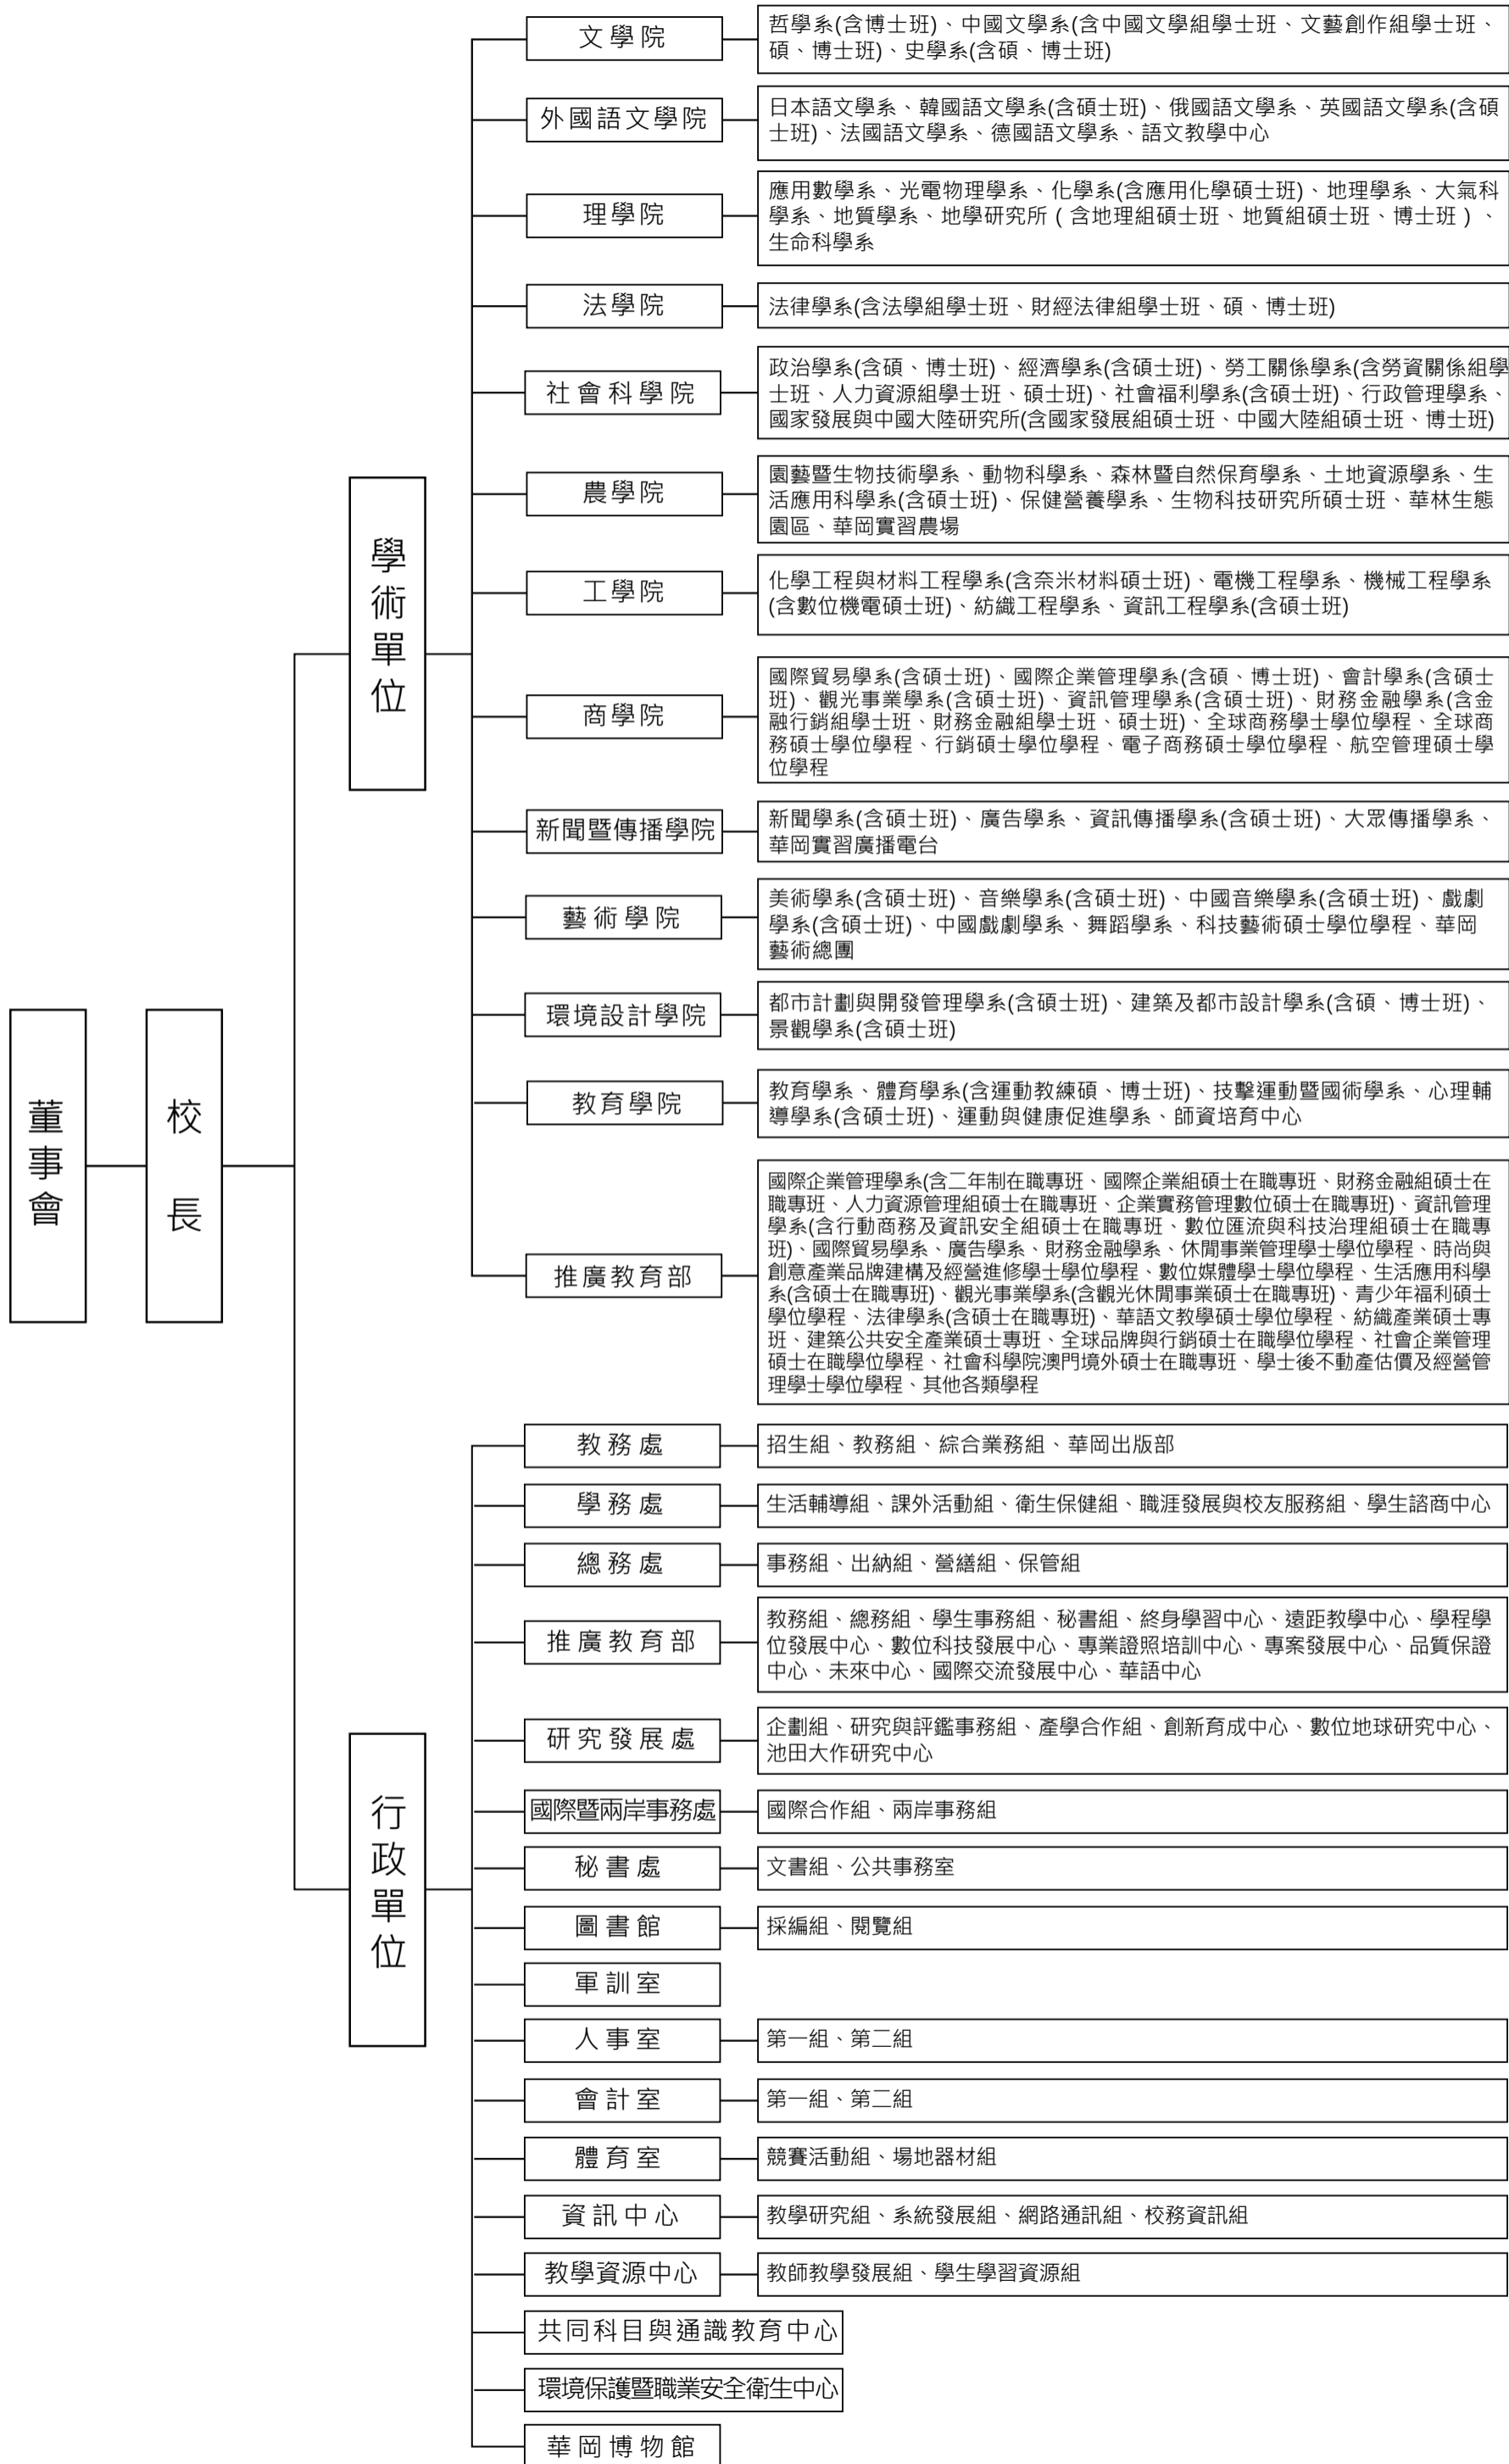 董事會
校長
學術單位
文學院
哲學系(含博士班)、中國文學系(含中國文學組學士班、文藝創作組學士班、
碩、博士班)、史學系(含碩、博士班)
外國語文學院
日本語文學系、韓國語文學系(含碩士班)、俄國語文學系、英國語文學系(含碩
士班)、法國語文學系、德國語文學系、語文教學中心
理學院
應用數學系、光電物理學系、化學系(含應用化學碩士班)、地理學系、大氣科
學系、地質學系、地學研究所(含地理組碩士班、地質組碩士班、博士班)、
生命科學系
法學院
法律學系(含法學組學士班、財經法律組學士班、碩、博士班)
社會科學院
政治學系(含碩、博士班)、經濟學系(含碩士班)、勞工關係學系(含勞資關係組學
士班、人力資源組學士班、碩士班)、社會福利學系(含碩士班)、行政管理學系、
國家發展與中國大陸研究所(含國家發展組碩士班、中國大陸組碩士班、博士班)
農學院
園藝暨生物技術學系、動物科學系、森林暨自然保育學系、土地資源學系、生
活應用科學系(含碩士班)、保健營養學系、生物科技研究所碩士班、華林生態
園區、華岡實習農場
工學院
化學工程與材料工程學系(含奈米材料碩士班)、電機工程學系、機械工程學系
(含數位機電碩士班)、紡織工程學系、資訊工程學系(含碩士班)
商學院
國際貿易學系(含碩士班)、國際企業管理學系(含碩、博士班)、會計學系(含碩士
班)、觀光事業學系(含碩士班)、資訊管理學系(含碩士班)、財務金融學系(含金
融行銷組學士班、財務金融組學士班、碩士班)、全球商務學士學位學程、全球商
務碩士學位學程、行銷碩士學位學程、電子商務碩士學位學程、航空管理碩士學
位學程
新聞暨傳播學院
新聞學系(含碩士班)、廣告學系、資訊傳播學系(含碩士班)、大眾傳播學系、
華岡實習廣播電台
藝術學院
美術學系(含碩士班)、音樂學系(含碩士班)、中國音樂學系(含碩士班)、戲劇
學系(含碩士班)、中國戲劇學系、舞蹈學系、科技藝術碩士學位學程、華岡
藝術總團
環境設計學院
都市計劃與開發管理學系(含碩士班)、建築及都市設計學系(含碩、博士班)、
景觀學系(含碩士班)
教育學院
教育學系、體育學系(含運動教練碩、博士班)、技擊運動暨國術學系、心理輔
導學系(含碩士班)、運動與健康促進學系、師資培育中心
推廣教育部
國際企業管理學系(含二年制在職專班、國際企業組碩士在職專班、財務金融組碩士在
職專班、人力資源管理組碩士在職專班、企業實務管理數位碩士在職專班)、資訊管理
學系(含行動商務及資訊安全組碩士在職專班、數位匯流與科技治理組碩士在職專
班)、國際貿易學系、廣告學系、財務金融學系、休閒事業管理學士學位學程、時尚與
創意產業品牌建構及經營進修學士學位學程、數位媒體學士學位學程、生活應用科學
系(含碩士在職專班)、觀光事業學系(含觀光休閒事業碩士在職專班)、青少年福利碩士
學位學程、法律學系(含碩士在職專班)、華語文教學碩士學位學程、紡織產業碩士專
班、建築公共安全產業碩士專班、全球品牌與行銷碩士在職學位學程、社會企業管理
碩士在職學位學程、社會科學院澳門境外碩士在職專班、學士後不動產估價及經營管
理學士學位學程、其他各類學程
行政單位
教務處
招生組、教務組、綜合業務組、華岡出版部
學務處
生活輔導組、課外活動組、衛生保健組、職涯發展與校友服務組、學生諮商中心
總務處
事務組、出納組、營繕組、保管組
推廣教育部
教務組、總務組、學生事務組、秘書組、終身學習中心、遠距教學中心、學程學
位發展中心、數位科技發展中心、專業證照培訓中心、專案發展中心、品質保證
中心、未來中心、國際交流發展中心、華語中心
研究發展處
企劃組、研究與評鑑事務組、產學合作組、創新育成中心、數位地球研究中心、
池田大作研究中心
國際暨兩岸事務處
國際合作組、兩岸事務組
秘書處
文書組、公共事務室
圖書館
採編組、閱覽組
軍訓室
人事室
第一組、第二組
會計室
第一組、第二組
體育室
競賽活動組、場地器材組
資訊中心
教學研究組、系統發展組、網路通訊組、校務資訊組
教學資源中心
教師教學發展組、學生學習資源組
共同科目與通識教育中心
環境保護暨職業安全衛生中心
華岡博物館